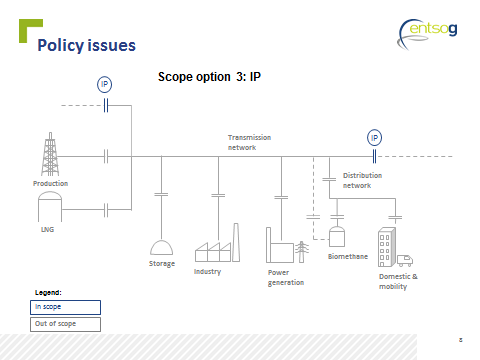 Policy issues
entsog
Scope option 3: IP
IP
Transmission
network
IP
Production
Distribution
network
LNG
Storage
Industry
Power
generation
Biomethane
Domestic &
mobility
Legend:
In scope
Out of scope
8